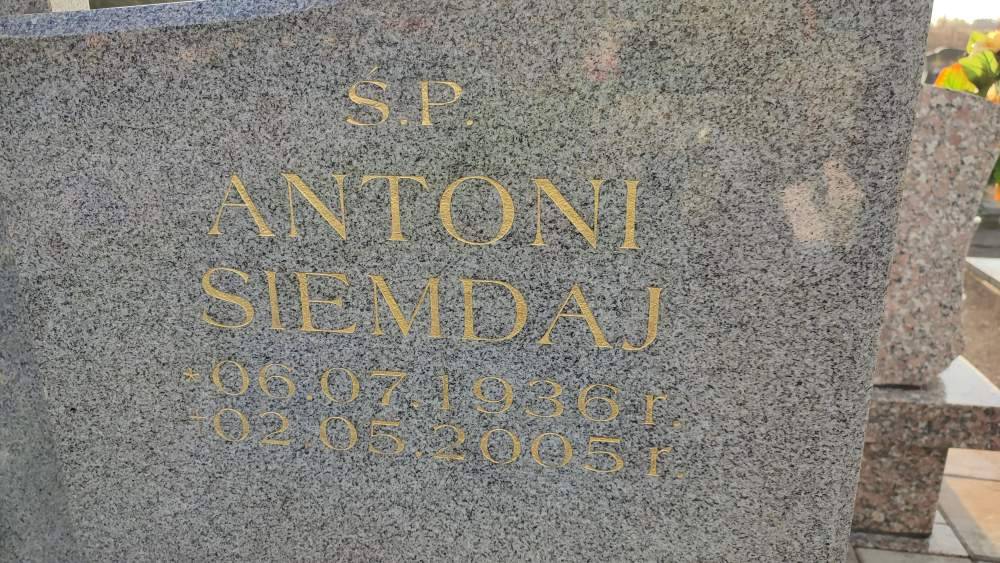 Ś.P.
ANTONI
SIEMDAJ
*06.07.1936 r.
+02.05.2005 r.